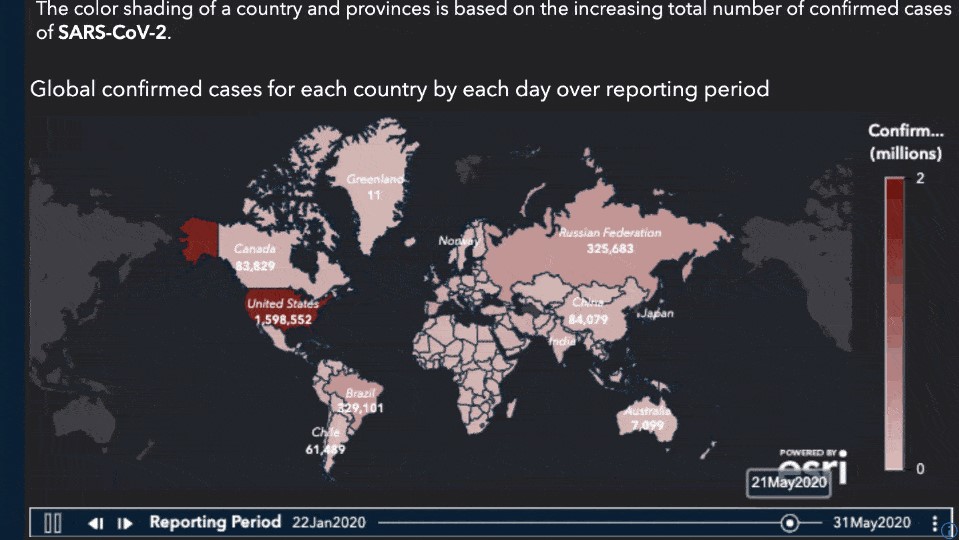 The color shading of a country and provinces is based on the increasing total number of confirmed cases
of SARS-CoV-2.
Global confirmed cases for each country by each day over reporting period
Confirm...
(millions)
2
0
Greenland
11
Canada
83,829
United States
1,598,552
Norway
Russian Federation
325,683
China
84,079
Japan
India
Brazil
329,101
Chile
61,489
Australia
7,099
POWERED BY
esri
21May2020
Reporting Period 22Jan2020 31May2020